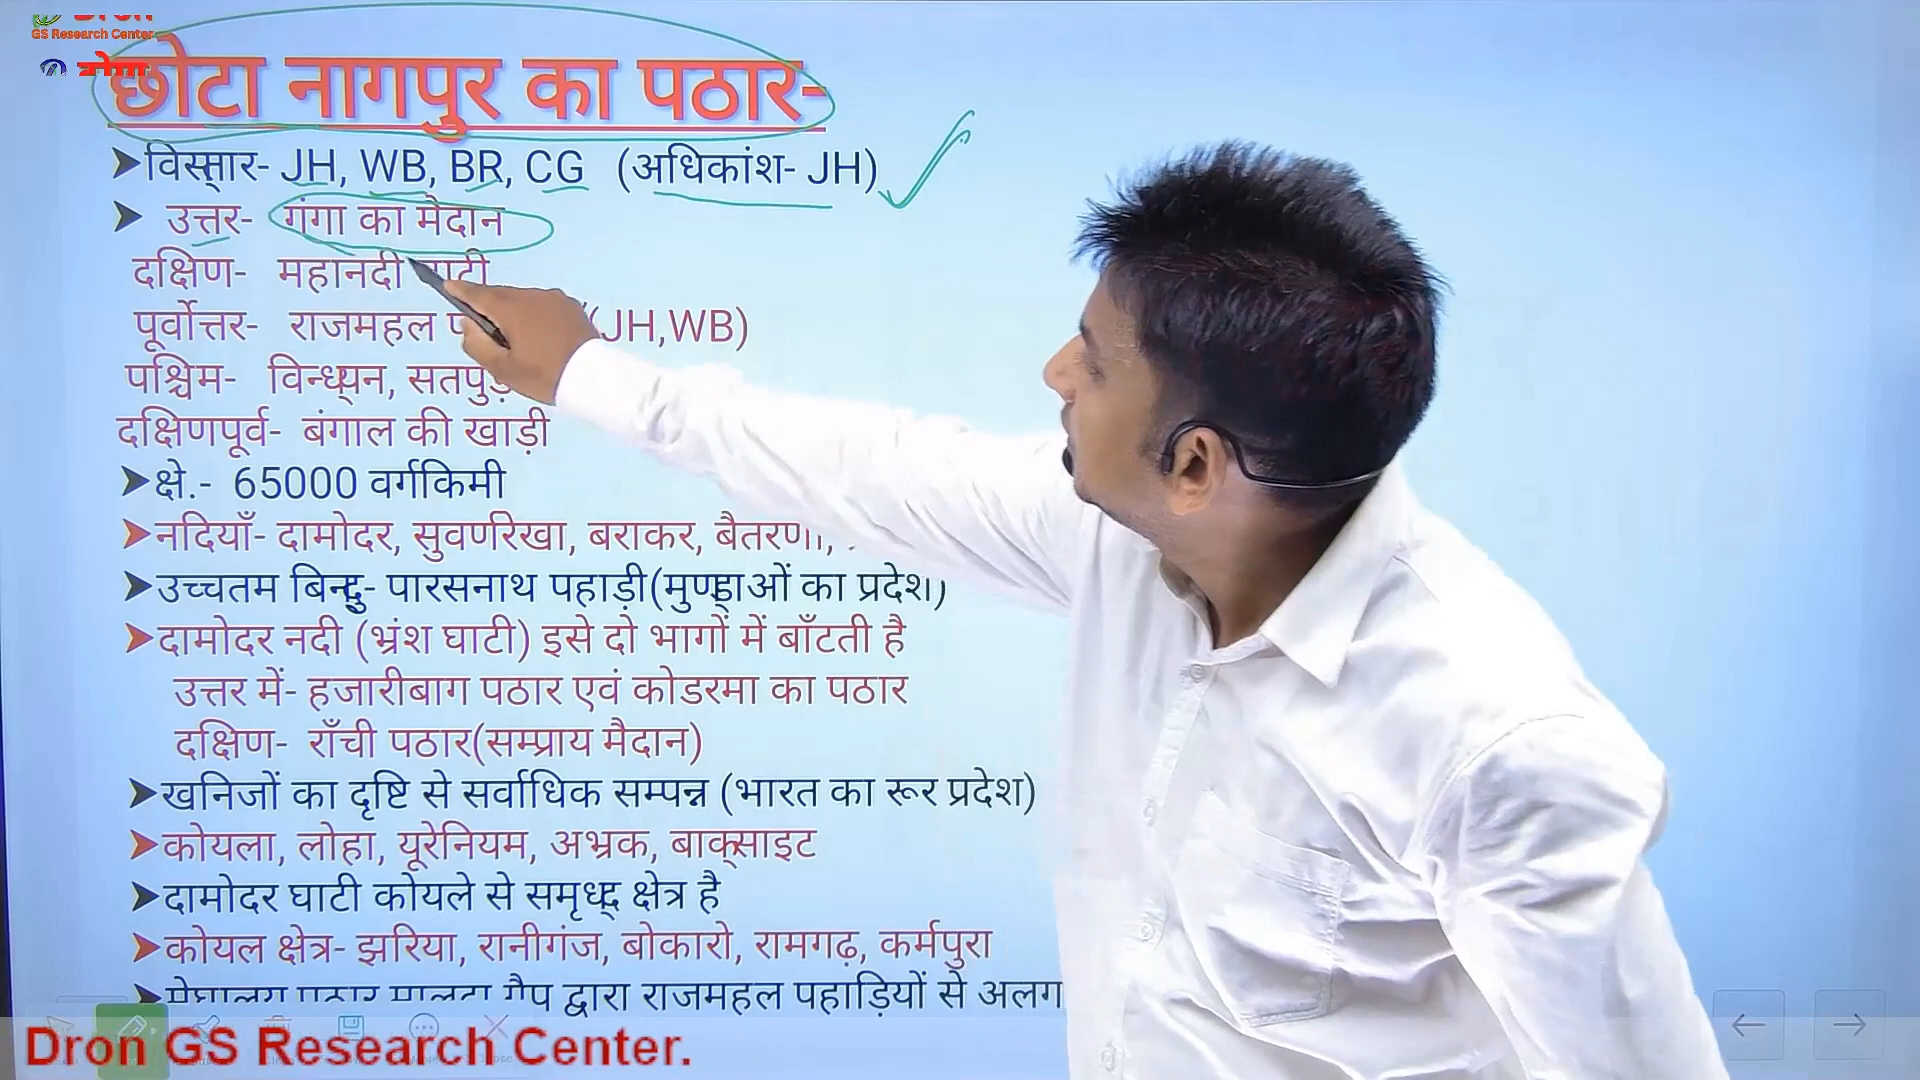 GS Research Center
छोटा नागपुर का पठार-
➤विस्तार- JH, WB, BR, CG (अधिकांश- JH)
➤ उत्तर- गंगा का मैदान
दक्षिण- महानदी घाटी
पूर्वोत्तर- राजमहल (JH,WB)
पश्चिम- विन्ध्यन,
दक्षिणपूर्व- बंगाल की खाड़ी
➤क्षे.- 65000 वर्गकिमी
➤नदियाँ- दामोदर, सुवर्णरेखा, बराकर, बैतरणी,
➤उच्चतम बिन्दु- पारसनाथ पहाड़ी(मुण्डाओं का प्रदेश)
➤दामोदर नदी (भ्रंश घाटी) इसे दो भागों में बाँटती है
उत्तर में- हजारीबाग पठार एवं कोडरमा का पठार
दक्षिण- राँची पठार(सम्प्राय मैदान)
➤खनिजों का दृष्टि से सर्वाधिक सम्पन्न (भारत का रूर प्रदेश)
➤कोयला, लोहा, यूरेनियम, अभ्रक, बाक्साइट
➤दामोदर घाटी कोयले से समृध्द क्षेत्र है
➤कोयल क्षेत्र- झरिया, रानीगंज, बोकारो, रामगढ़, कर्मपुरा
➤मेघालय पठार मालदा गैप द्वारा राजमहल पहाड़ियों से अलग
Dron GS Research Center.